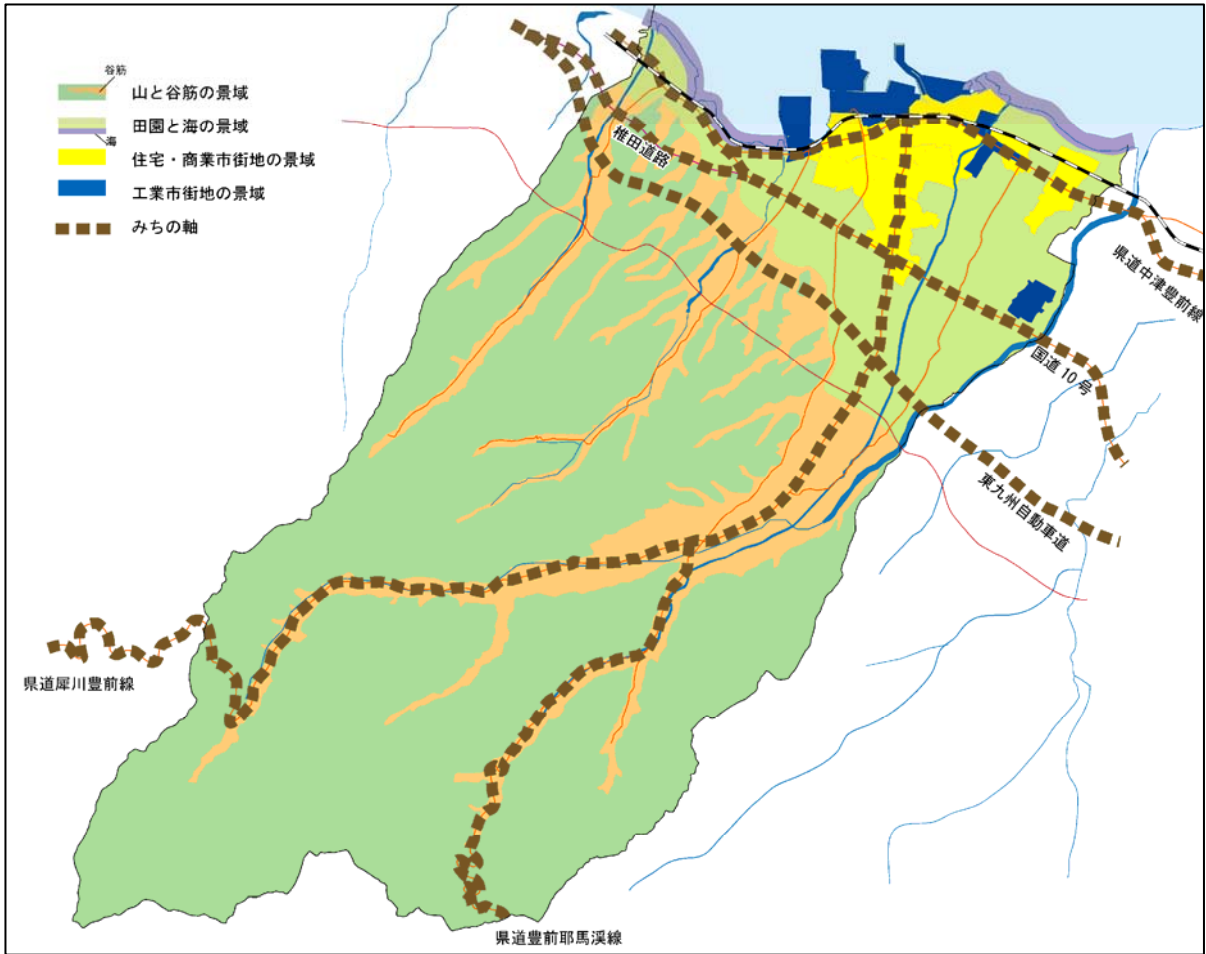 谷筋
山と谷筋の景域
田園と海の景域
海
住宅・商業市街地の景域
工業市街地の景域
みちの軸
椎田道路
県道中津豊前線
国道10号
東九州自動車道
県道犀川豊前線
県道豊前耶馬渓線